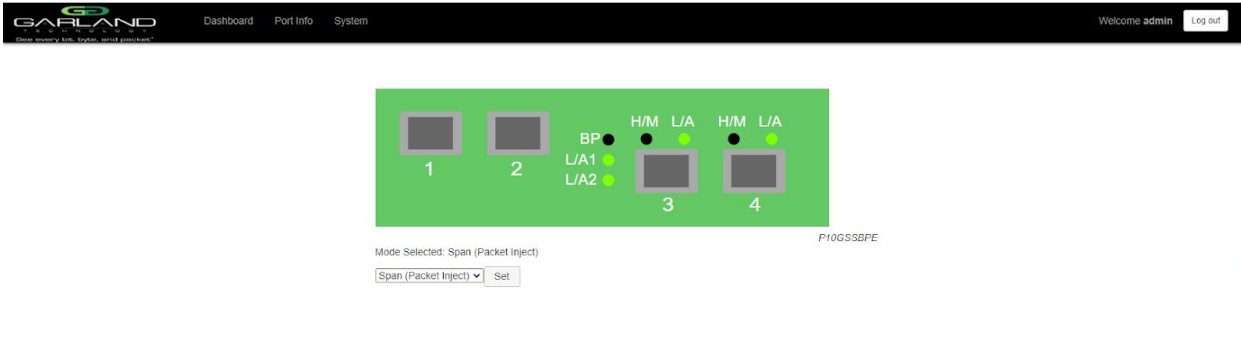 GARLAND
TECHNOLOGY
See every bit, byte, and packet™
Dashboard Port Info System
Welcome admin Log out
H/M L/A H/M L/A
BP
L/A1
L/A2
1 2
3 4
P10GSSBPE
Mode Selected: Span (Packet Inject)
Span (Packet Inject) Set